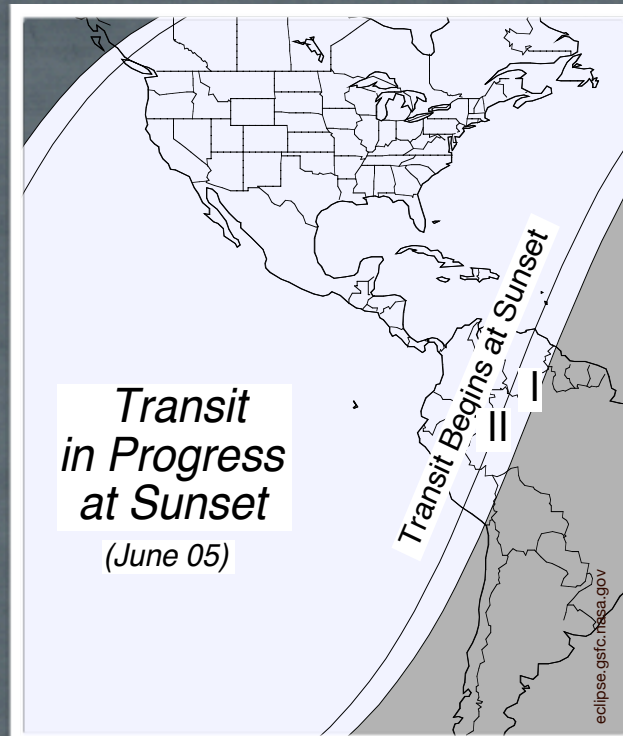 Transit
in Progress
at Sunset
(June 05)
Transit Begins at Sunset
I
II
eclipse.gsfc.nasa.gov